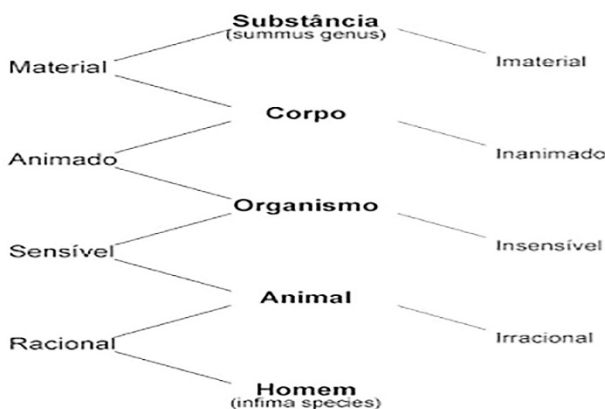 Substância
(summus genus)
Material
Imaterial
Corpo
Animado
Inanimado
Organismo
Sensível
Insensível
Animal
Racional
Irracional
Homem
(infima species)